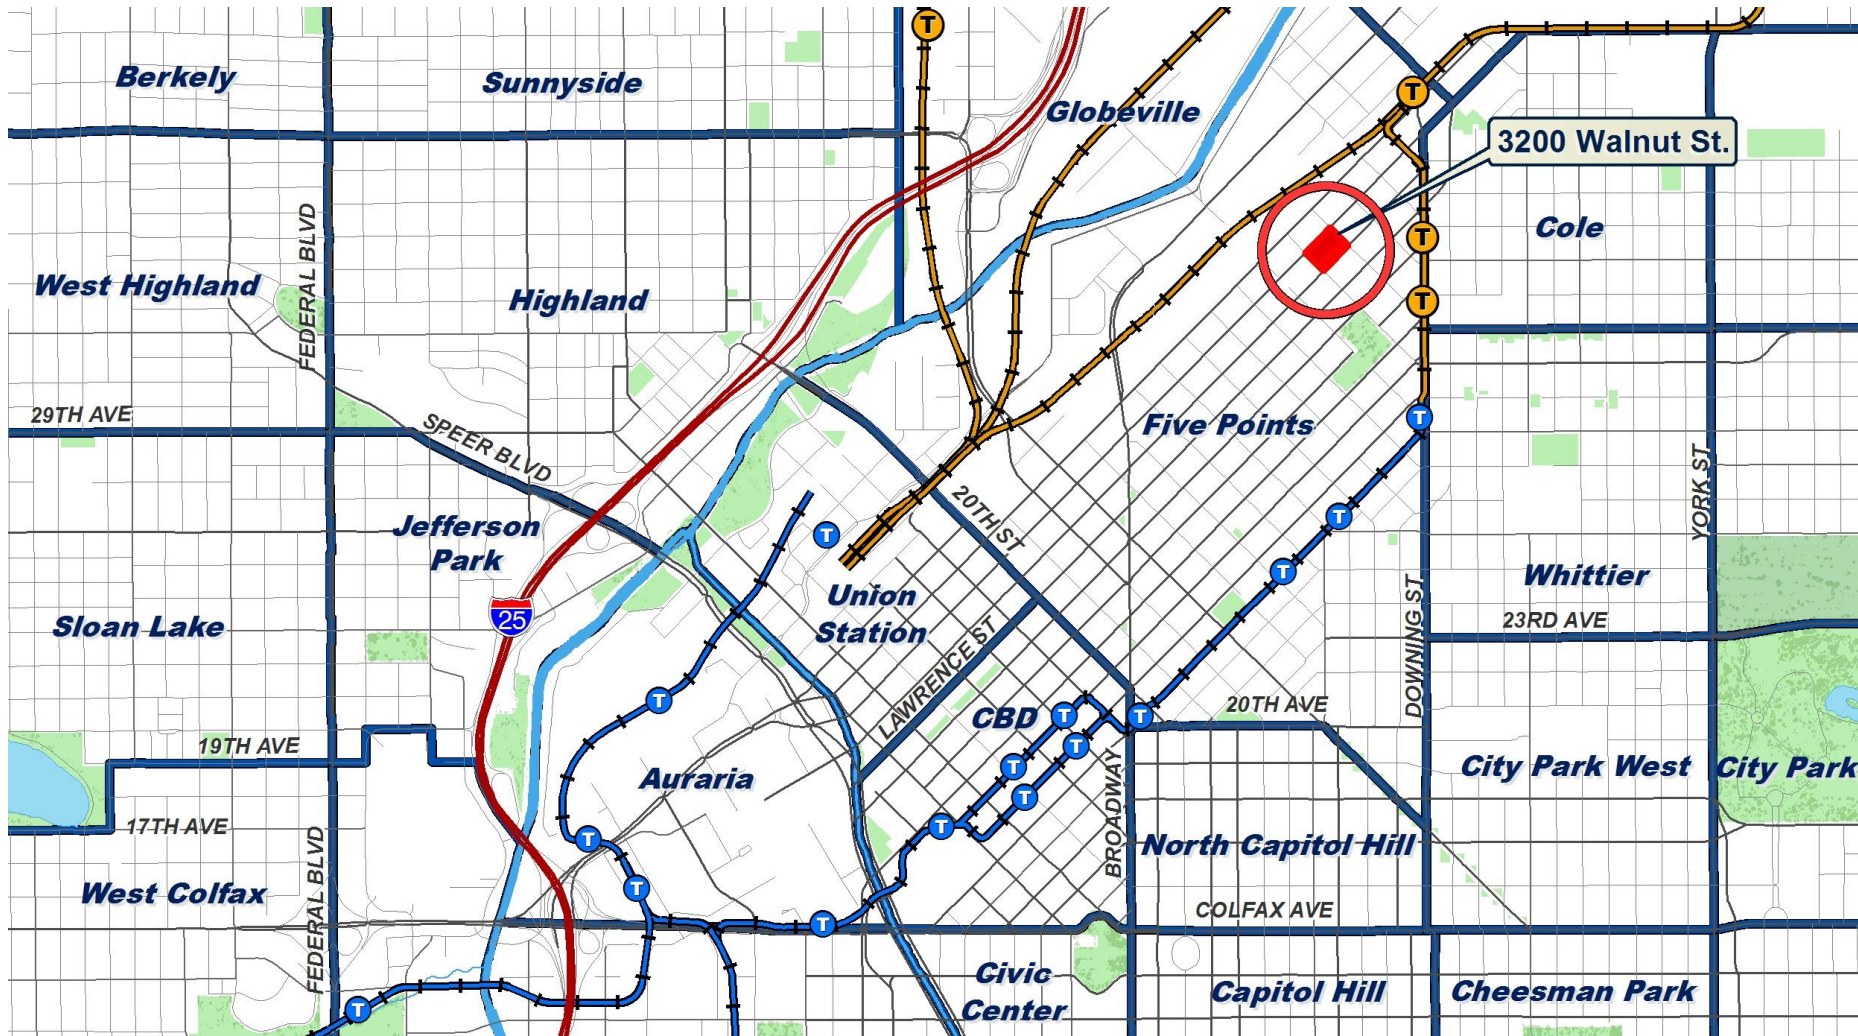 T
Berkely
Sunnyside
Globeville
T
3200 Walnut St.
FEDERAL BLVD
Cole
T
West Highland
Highland
T
29TH AVE
SPEER BLVD
Five Points
T
YORK ST
Jefferson
Park
20TH ST
T
T
Union
Station
T
Whittier
DOWNING ST
25
Sloan Lake
23RD AVE
LAWRENCE ST
T
CBD
T
T
20TH AVE
19TH AVE
T
T
Auraria
T
BROADWAY
City Park West
City Park
17TH AVE
T
T
North Capitol Hill
FEDERAL BLVD
West Colfax
T
T
COLFAX AVE
Civic
Center
Capitol Hill
Cheesman Park
T